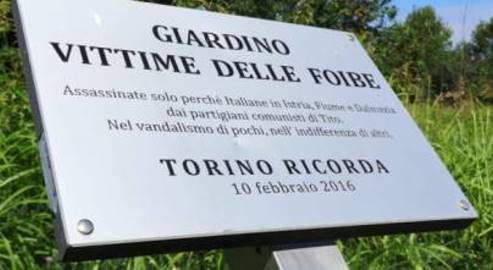 GIARDINO
VITTIME DELLE FOIBE
Assassinate solo perchè Italiane in Istria, Fiume e Dalmazia
dai partigiani comunisti di Tito.
Nel vandalismo di pochi, nell' indifferenza di altri.
TORINO RICORDA
10 febbraio 2016